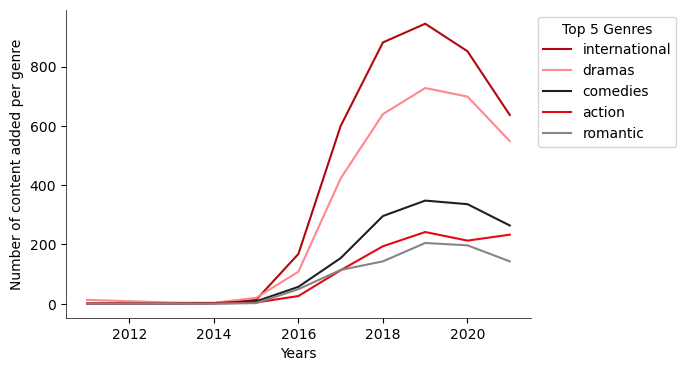 Number of content added per genre
800
600
400
200
0
2012 2014 2016 2018 2020
Years
Top 5 Genres
international
dramas
comedies
action
romantic